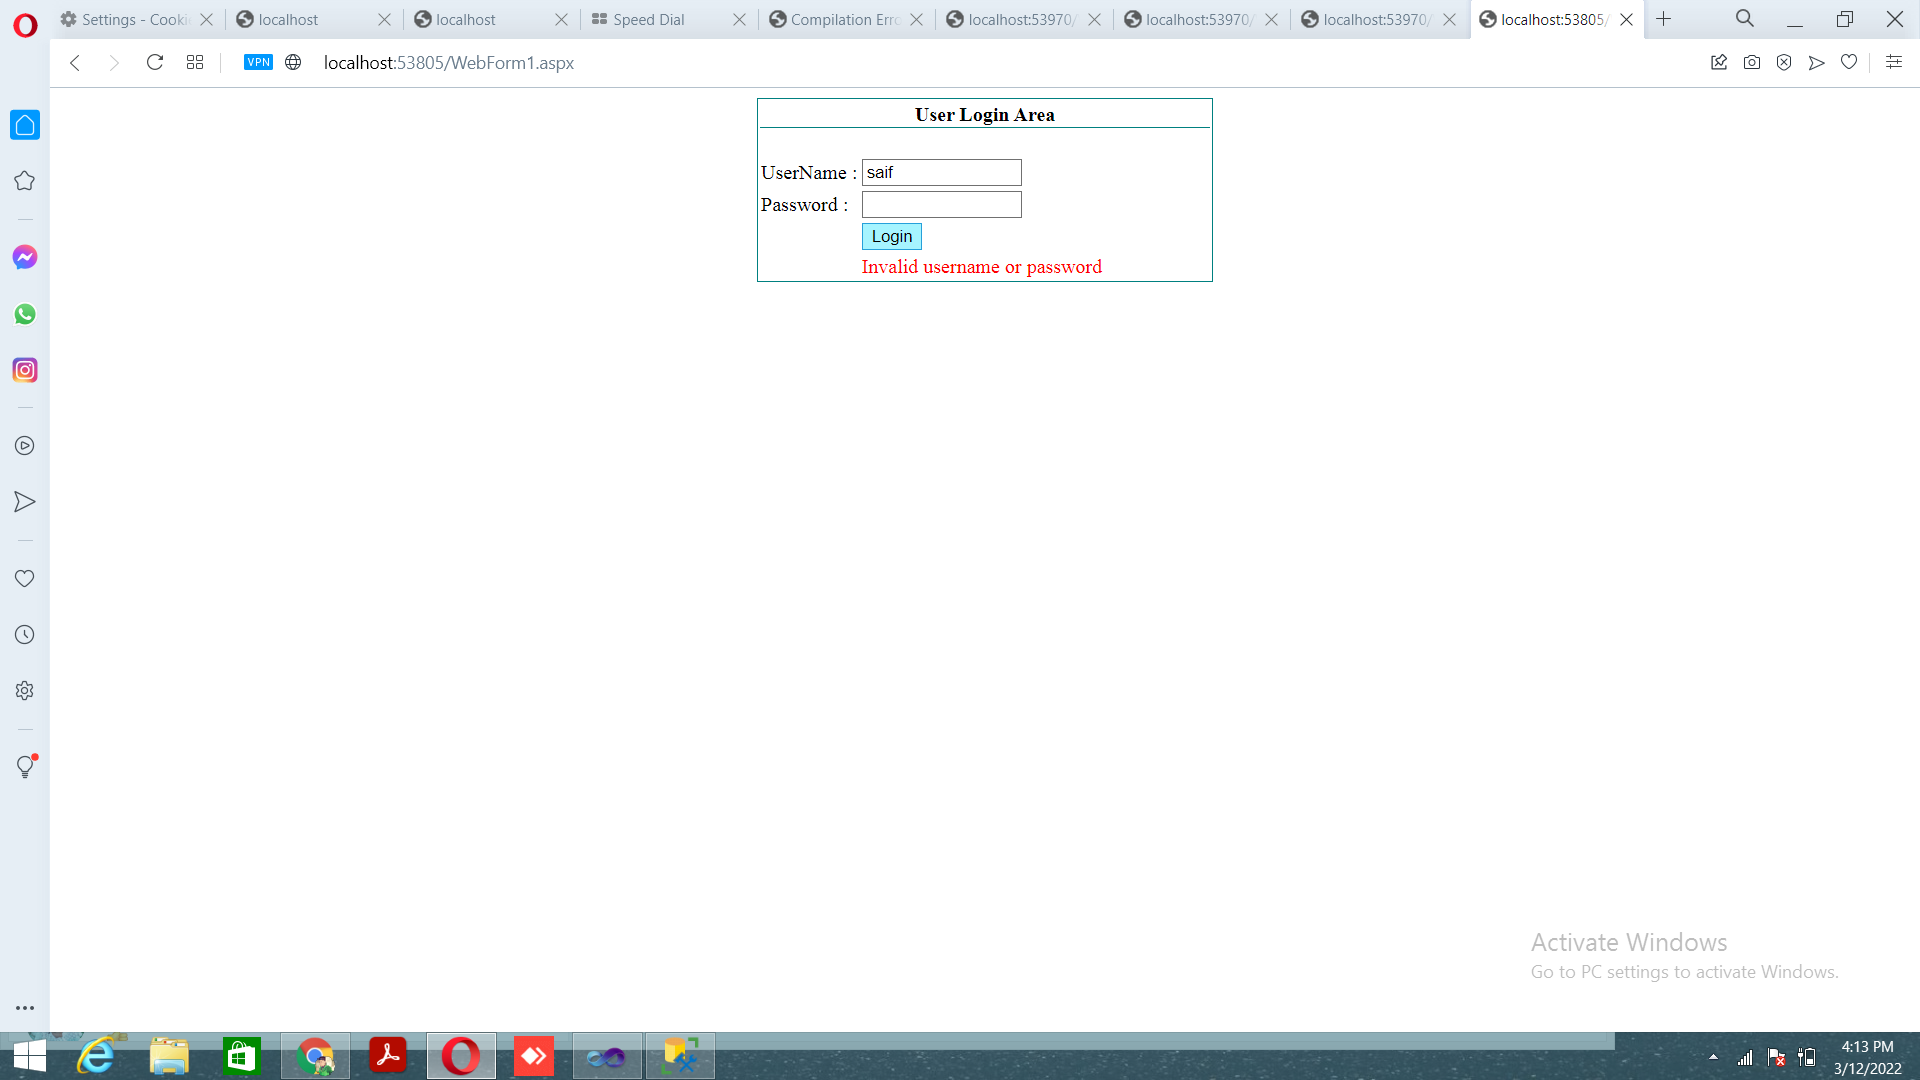 Settings - Cooki
localhost
localhost
Speed Dial
Compilation Erro
localhost:53970/
localhost:53970/
localhost:53970/
localhost:53805/
VPN
localhost:53805/WebForm1.aspx
User Login Area
UserName : saif
Password :
Login
Invalid username or password
Activate Windows
Go to PC settings to activate Windows.
4:13 PM
3/12/2022